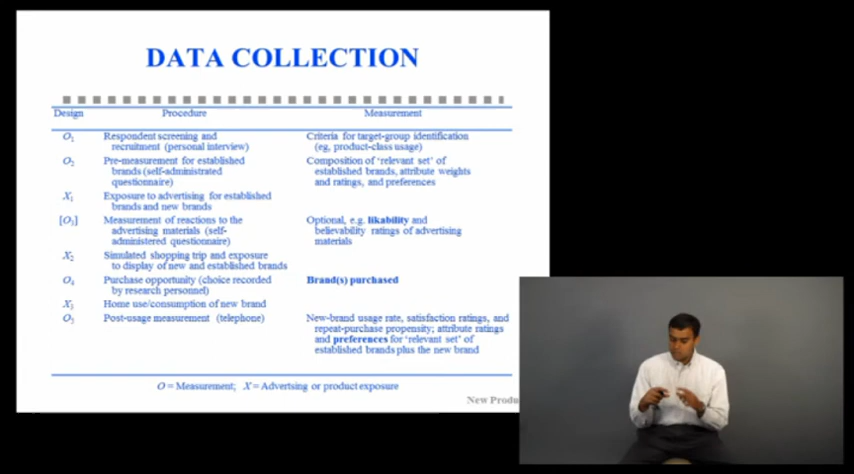 DATA COLLECTION
Design Procedure Measurement
O1 Respondent screening and Criteria for target-group identification
recruitment (personal interview) (eg, product-class usage)
O2 Pre-measurement for established Composition of ‘relevant set’ of
brands (self-administrated established brands, attribute weights
questionnaire) and ratings, and preferences
X1 Exposure to advertising for established
brands and new brands
[O3] Measurement of reactions to the Optional, e.g. likability and
advertising materials (self- believability ratings of advertising
administered questionnaire) materials
X2 Simulated shopping trip and exposure
to display of new and established brands
O4 Purchase opportunity (choice recorded Brand(s) purchased
by research personnel)
X3 Home use/consumption of new brand
O5 Post-usage measurement (telephone) New-brand usage rate, satisfaction ratings, and
repeat-purchase propensity; attribute ratings
and preferences for ‘relevant set’ of
established brands plus the new brand
O = Measurement; X = Advertsing or product exposure
New Produ